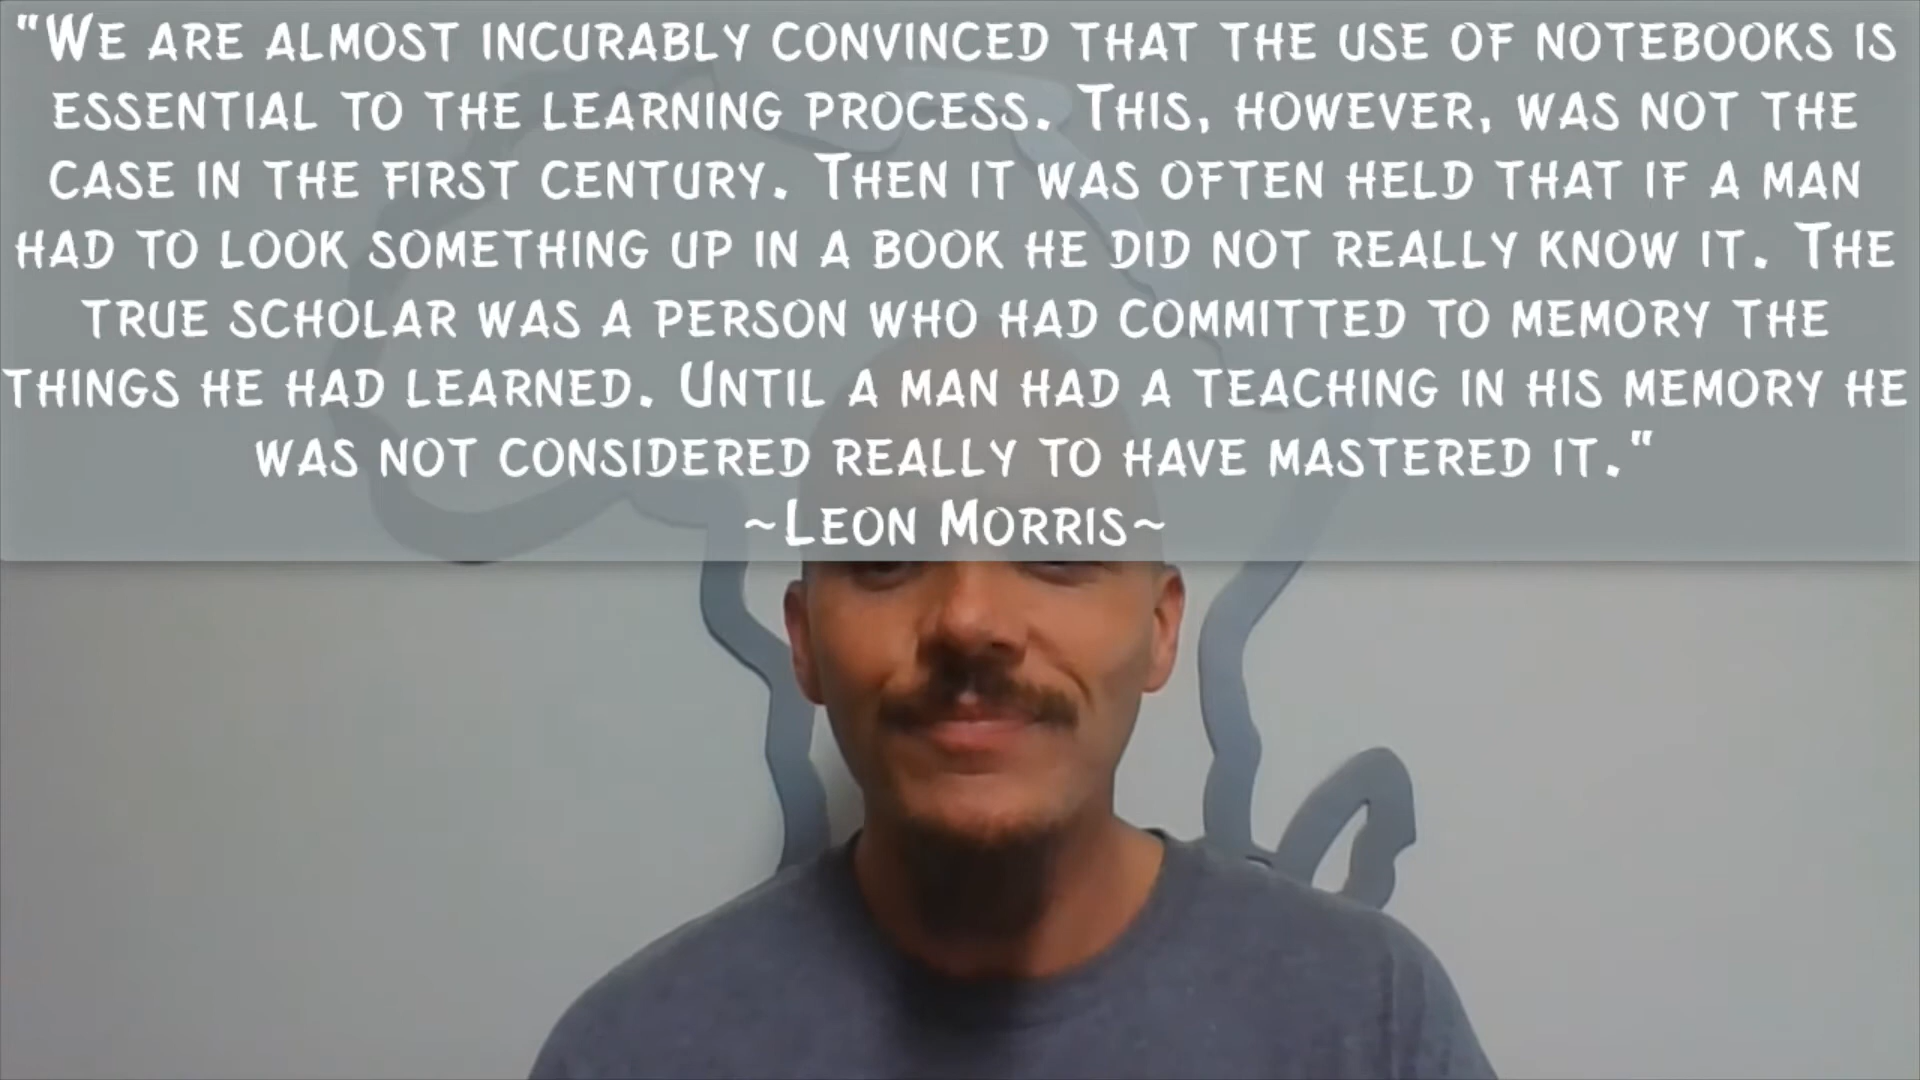 "We are almost incurably convinced that the use of notebooks is
essential to the learning process. This, however, was not the
case in the first century. Then it was often held that if a man
had to look something up in a book he did not really know it. The
true scholar was a person who had committed to memory the
things he had learned. Until a man had a teaching in his memory he
was not considered really to have mastered it."
~Leon Morris~